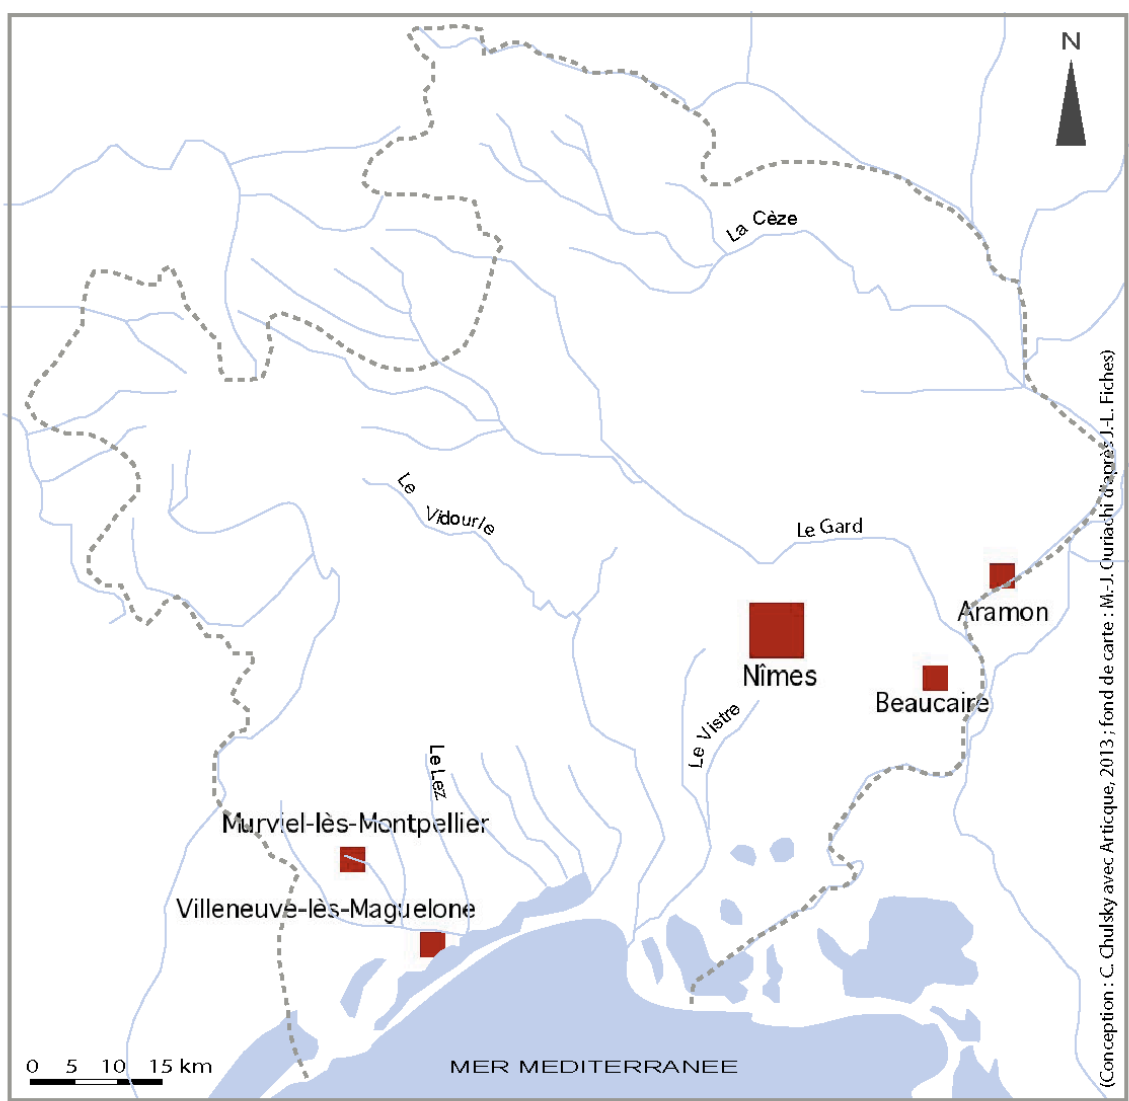 N
La Cèze
Le Vidourle
Le Gard
Aramon
Nîmes
Beaucaire
Le Vistre
Le Lez
Murviel-lès-Montpellier
Villeneuve-lès-Maguelone
0 5 10 15 km
MER MEDITERRANEE
(Conception : C. Chulsky avec Articque, 2013 ; fond de carte : M.-J. Ouriachi d'après J.-L. Fiches)